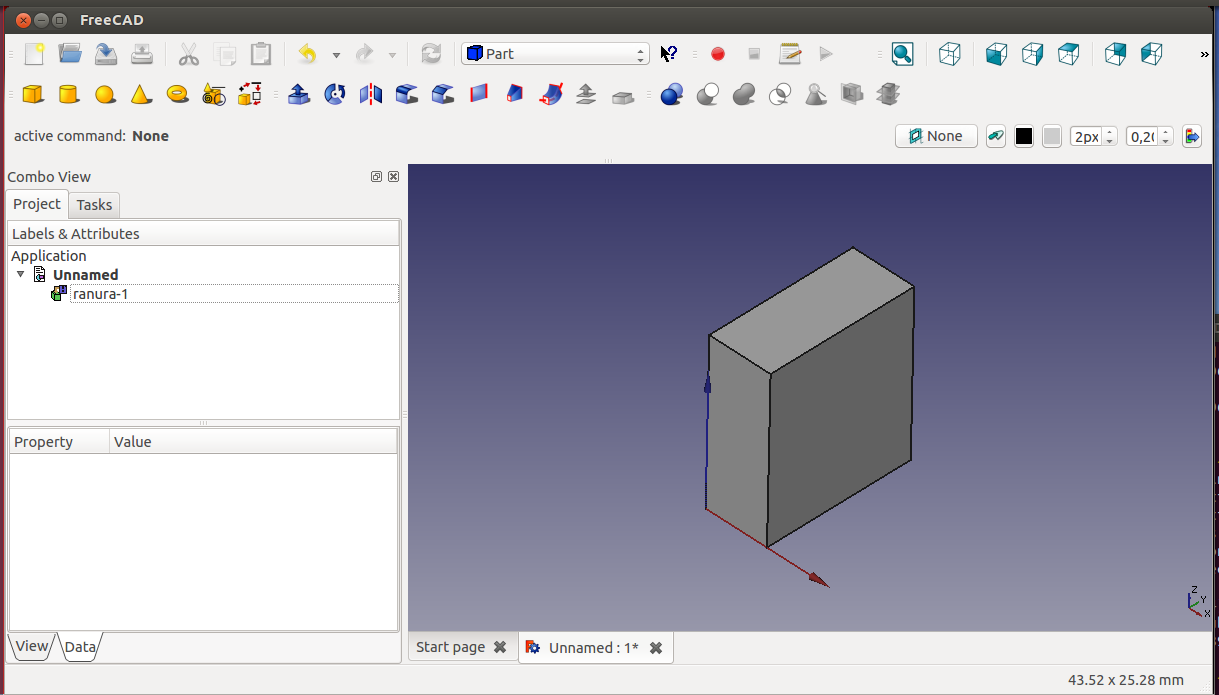 FreeCAD
Part
active command: None
None
2px
0,20
Combo View
Project
Tasks
Labels & Attributes
Application
Unnamed
ranura-1
Property
Value
View
Data
Z
Y
X
Start page
Unnamed : 1*
43.52 x 25.28 mm